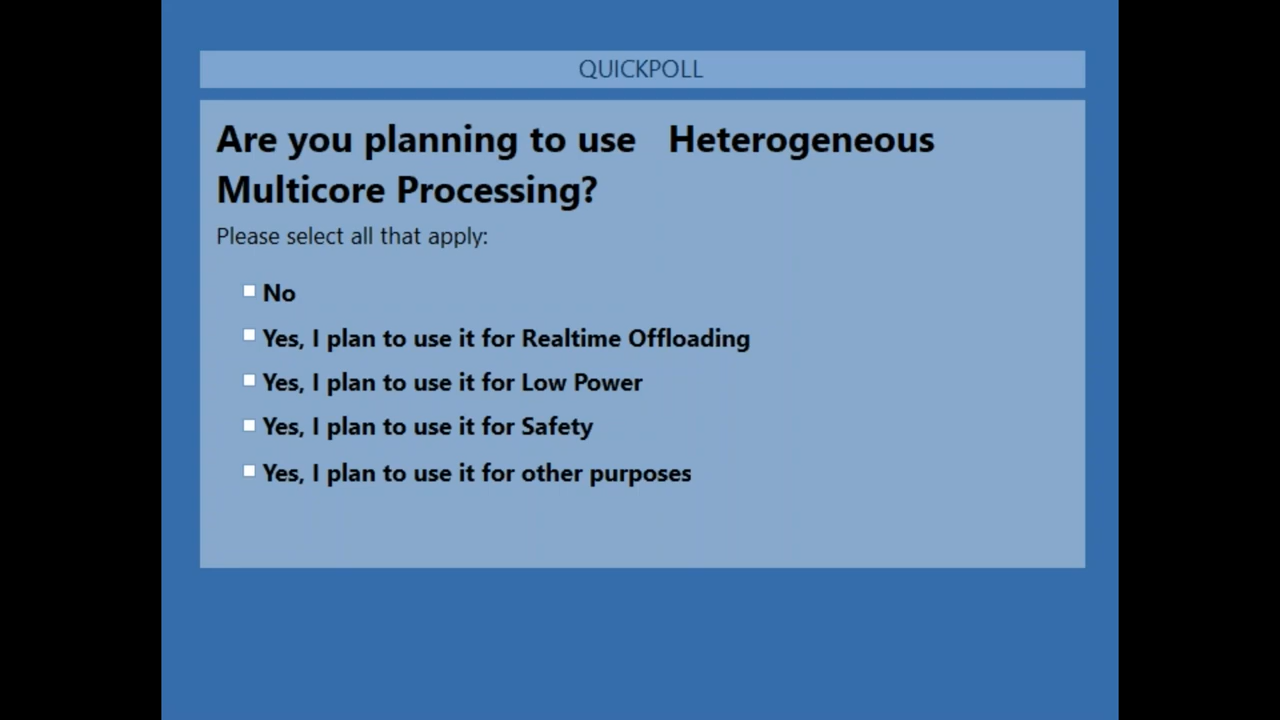 QUICKPOLL
Are you planning to use Heterogeneous
Multicore Processing?
Please select all that apply:
No
Yes, I plan to use it for Realtime Offloading
Yes, I plan to use it for Low Power
Yes, I plan to use it for Safety
Yes, I plan to use it for other purposes